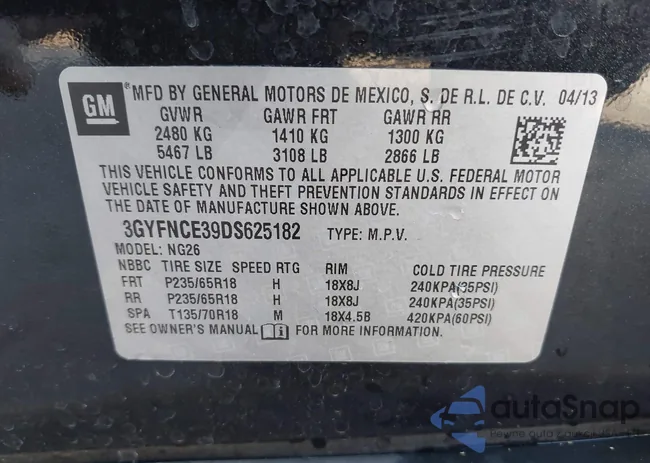 GM
MFD BY GENERAL MOTORS DE MEXICO, S. DE R.L. DE C.V. 04/13
GVWR GAWR FRT GAWR RR
2480 KG 1410 KG 1300 KG
5467 LB 3108 LB 2866 LB
THIS VEHICLE CONFORMS TO ALL APPLICABLE U.S. FEDERAL MOTOR
VEHICLE SAFETY AND THEFT PREVENTION STANDARDS IN EFFECT ON
THE DATE OF MANUFACTURE SHOWN ABOVE.
3GYFNCE39DS625182 TYPE: M.P.V.
MODEL: NG26
NBBC TIRE SIZE SPEED RTG RIM COLD TIRE PRESSURE
FRT P235/65R18 H 18X8J 240KPA(35PSI)
RR P235/65R18 H 18X8J 240KPA(35PSI)
SPA T135/70R18 M 18X4.5B 420KPA(60PSI)
SEE OWNER'S MANUAL FOR MORE INFORMATION
autoSnap